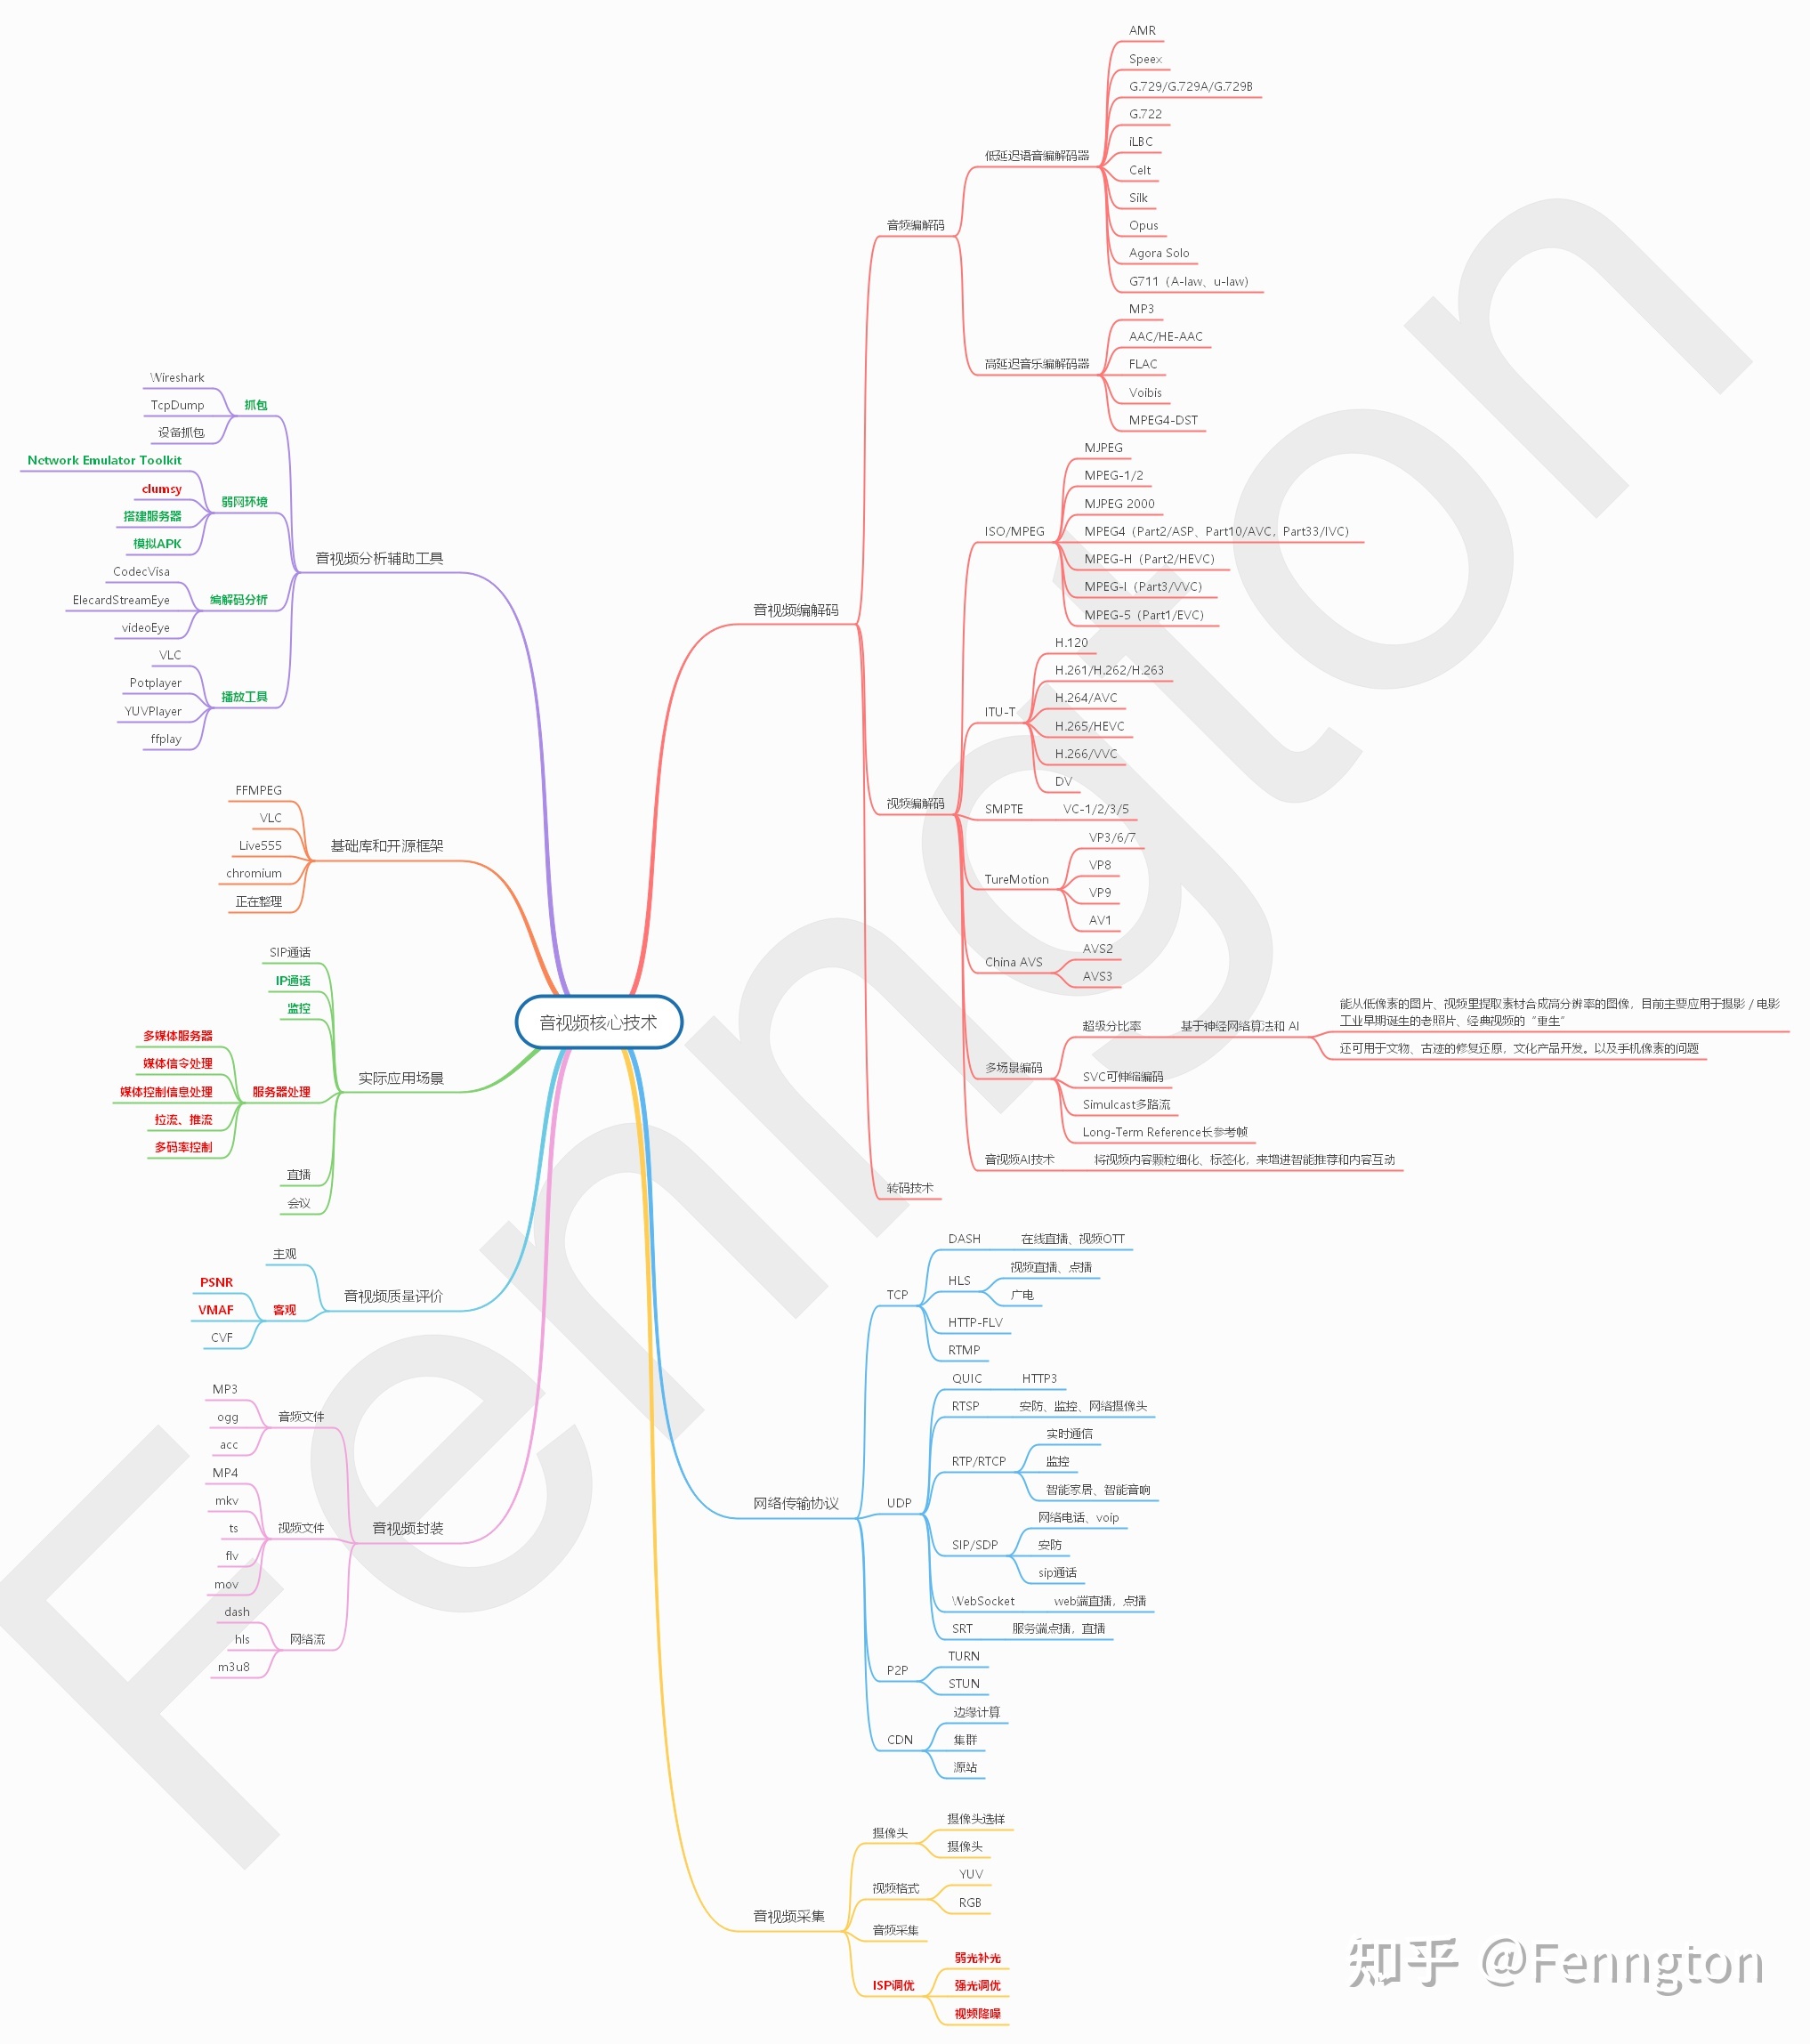 音视频核心技术
音视频编解码
音频编解码
低延迟语音编解码器
AMR
Speex
G.729/G.729A/G.729B
G.722
iLBC
Celt
Silk
Opus
Agora Solo
G711（A-law、u-law）
高延迟音乐编解码器
MP3
AAC/HE-AAC
FLAC
Voibis
MPEG4-DST
视频编解码
ISO/MPEG
MJPEG
MPEG-1/2
MJPEG 2000
MPEG4（Part2/ASP、Part10/AVC，Part33/IVC）
MPEG-H（Part2/HEVC）
MPEG-I（Part3/VVC）
MPEG-5（Part1/EVC）
ITU-T
H.120
H.261/H.262/H.263
H.264/AVC
H.265/HEVC
H.266/VVC
DV
SMPTE
VC-1/2/3/5
TureMotion
VP3/6/7
VP8
VP9
AV1
China AVS
AVS2
AVS3
多场景编码
超级分比率
基于神经网络算法和 AI
能从低像素的图片、视频里提取素材合成高分辨率的图像，目前主要应用于摄影 / 电影
工业早期诞生的老照片、经典视频的“重生”
还可用于文物、古迹的修复还原，文化产品开发。以及手机像素的问题
SVC可伸缩编码
Simulcast多路流
Long-Term Reference长参考帧
音视频AI技术
将视频内容颗粒细化、标签化，来增进智能推荐和内容互动
转码技术
网络传输协议
TCP
DASH
在线直播、视频OTT
HLS
视频直播、点播
广电
HTTP-FLV
RTMP
UDP
QUIC
HTTP3
RTSP
安防、监控、网络摄像头
RTP/RTCP
实时通信
监控
智能家居、智能音响
SIP/SDP
网络电话、voip
安防
sip通话
WebSocket
web端直播，点播
SRT
服务端点播，直播
P2P
TURN
STUN
CDN
边缘计算
集群
源站
音视频采集
摄像头
摄像头选样
摄像头
视频格式
YUV
RGB
音频采集
ISP调优
弱光补光
强光调优
视频降噪
音视频分析辅助工具
抓包
Wireshark
TcpDump
设备抓包
弱网环境
Network Emulator Toolkit
clumsy
搭建服务器
模拟APK
编解码分析
CodecVisa
ElecardStreamEye
videoEye
播放工具
VLC
Potplayer
YUVPlayer
ffplay
基础库和开源框架
FFMPEG
VLC
Live555
chromium
正在整理
实际应用场景
SIP通话
IP通话
监控
服务器处理
多媒体服务器
媒体信令处理
媒体控制信息处理
拉流、推流
多码率控制
直播
会议
音视频质量评价
主观
客观
PSNR
VMAF
CVF
音视频封装
音频文件
MP3
ogg
acc
视频文件
MP4
mkv
ts
flv
mov
网络流
dash
hls
m3u8
Fenngton
知乎 @Fenngton